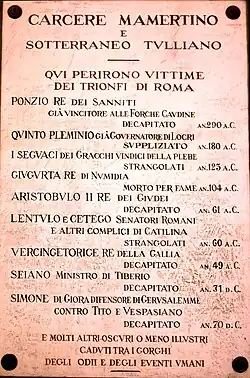 CARCERE MAMERTINO
E
SOTTERRANEO TVLLIANO
QVI PERIRONO VITTIME
DEI TRIONFI DI ROMA
PONZIO RE DEI SANNITI
GIÀ VINCITORE ALLE FORCHE CAVDINE
DECAPITATO AN. 290 A.C.
QVINTO PLEMINIO GIÀ GOVERNATORE DI LOCRI
SVPPLIZIATO AN. 180 A.C.
I SEGVACI DEI GRACCHI VINDICI DELLA PLEBE
STRANGOLATI AN. 123 A.C.
GIVGVRTA RE DI NVMIDIA
MORTO PER FAME AN. 104 A.C.
ARISTOBVLO II RE DEI GIVDEI
DECAPITATO AN. 61 A.C.
LENTVLO E CETEGO SENATORI ROMANI
E ALTRI COMPLICI DI CATILINA
STRANGOLATI AN. 60 A.C.
VERCINGETORIGE RE DELLA GALLIA
DECAPITATO AN. 49 A.C.
SEIANO MINISTRO DI TIBERIO
DECAPITATO AN. 31 D.C.
SIMONE DI GIORA DIFENSORE DI GERVSALEMME
CONTRO TITO E VESPASIANO
DECAPITATO AN. 70 D.C.
E MOLTI ALTRI OSCVRI O MENO ILLVSTRI
CADVTI TRA I GORGHI
DEGLI ODII E DEGLI EVENTI VMANI